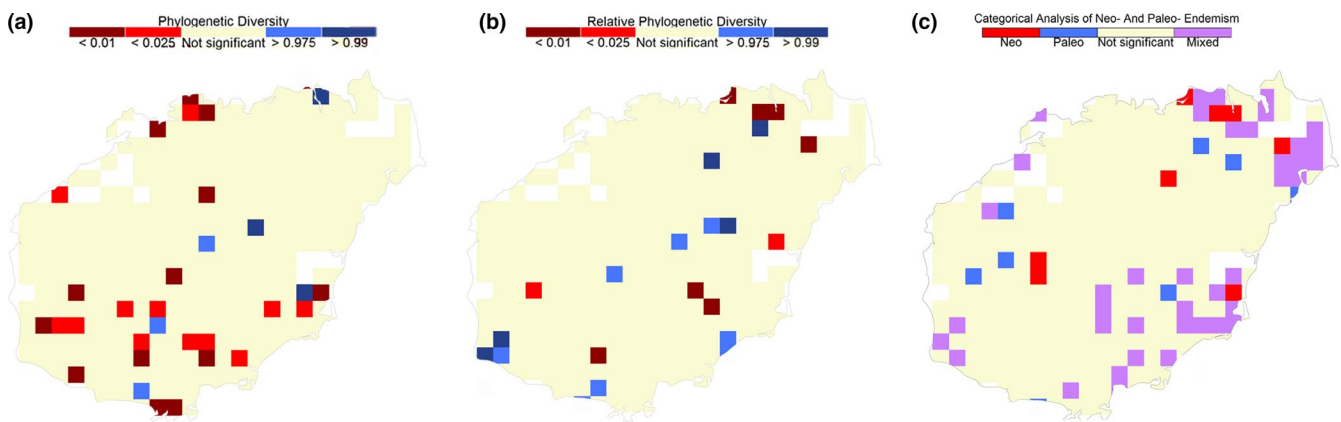 (a)
Phylogenetic Diversity
< 0.01 < 0.025 Not significant > 0.975 > 0.99
(b)
Relative Phylogenetic Diversity
< 0.01 < 0.025 Not significant > 0.975 > 0.99
(c)
Categorical Analysis of Neo- And Paleo- Endemism
Neo Paleo Not significant Mixed